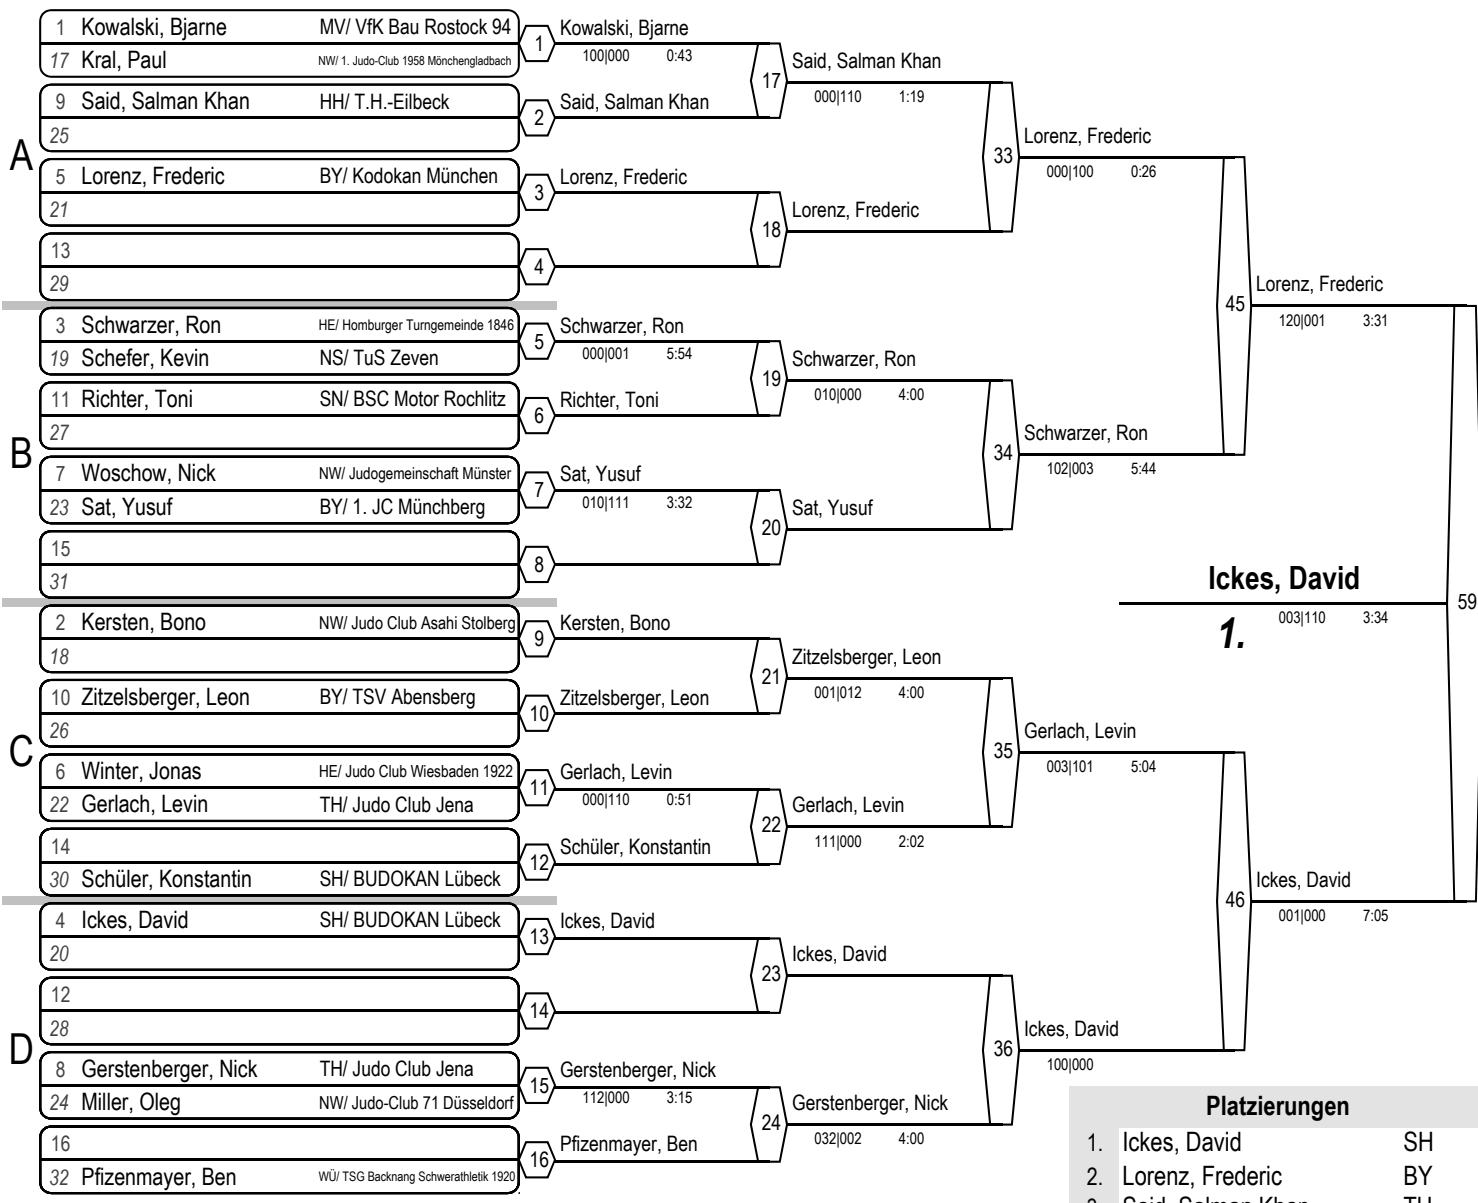 1 Kowalski, Bjarne MV/ VfK Bau Rostock 94
17 Kral, Paul NW/ 1. Judo-Club 1958 Mönchengladbach
9 Said, Salman Khan HH/ T.H.-Eilbeck
25
A
5 Lorenz, Frederic BY/ Kodokan München
21
13
29
3 Schwarzer, Ron HE/ Homburger Turngemeinde 1846
19 Schefer, Kevin NS/ TuS Zeven
11 Richter, Toni SN/ BSC Motor Rochlitz
27
B
7 Woschow, Nick NW/ Judogemeinschaft Münster
23 Sat, Yusuf BY/ 1. JC Münchberg
15
31
2 Kersten, Bono NW/ Judo Club Asahi Stolberg
18
10 Zitzelsberger, Leon BY/ TSV Abensberg
26
C
6 Winter, Jonas HE/ Judo Club Wiesbaden 1922
22 Gerlach, Levin TH/ Judo Club Jena
14
30 Schüler, Konstantin SH/ BUDOKAN Lübeck
4 Ickes, David SH/ BUDOKAN Lübeck
20
12
28
D
8 Gerstenberger, Nick TH/ Judo Club Jena
24 Miller, Oleg NW/ Judo-Club 71 Düsseldorf
16
32 Pfizenmayer, Ben WÜ/ TSG Backnang Schwerathletik 1920
1 Kowalski, Bjarne
100|000 0:43
2 Said, Salman Khan
3 Lorenz, Frederic
4
5 Schwarzer, Ron
000|001 5:54
6 Richter, Toni
7 Sat, Yusuf
010|111 3:32
8
9 Kersten, Bono
10 Zitzelsberger, Leon
11 Gerlach, Levin
000|110 0:51
12 Schüler, Konstantin
13 Ickes, David
14
15 Gerstenberger, Nick
112|000 3:15
16 Pfizenmayer, Ben
17 Said, Salman Khan
000|110 1:19
18 Lorenz, Frederic
19 Schwarzer, Ron
010|000 4:00
20 Sat, Yusuf
21 Zitzelsberger, Leon
001|012 4:00
22 Gerlach, Levin
111|000 2:02
23 Ickes, David
24 Gerstenberger, Nick
032|002 4:00
33 Lorenz, Frederic
000|100 0:26
34 Schwarzer, Ron
102|003 5:44
35 Gerlach, Levin
003|101 5:04
36 Ickes, David
100|000
45 Lorenz, Frederic
120|001 3:31
46 Ickes, David
001|000 7:05
59
Ickes, David
1. 003|110 3:34
Platzierungen
1. Ickes, David SH
2. Lorenz, Frederic BY